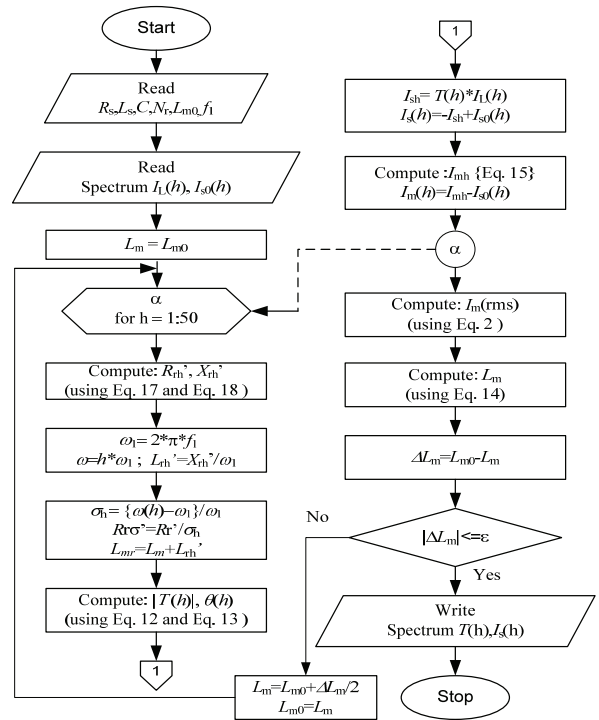 Start
Read
Rs,Ls,C,Nr,Lm0,f1
Read
Spectrum IL(h), Is0(h)
Lm = Lm0
α
for h = 1:50
Compute: Rrh', Xrh'
(using Eq. 17 and Eq. 18 )
ω1= 2*π*f1
ω=h*ω1 ; Lrh'=Xrh'/ω1
σh= {ω(h)−ω1}/ω1
Rrσ'=Rr'/σh
Lmr=Lm+Lrh'
Compute: |T(h)|, θ(h)
(using Eq. 12 and Eq. 13 )
1
1
Ish= T(h)*IL(h)
Is(h)=-Ish+Is0(h)
Compute :Imh {Eq. 15}
Im(h)=Imh-Is0(h)
α
Compute: Im(rms)
(using Eq. 2 )
Compute: Lm
(using Eq. 14)
ΔLm=Lm0-Lm
No
|ΔLm|<=ε
Yes
Write
Spectrum T(h),Is(h)
Lm=Lm0+ΔLm/2
Lm0=Lm
Stop